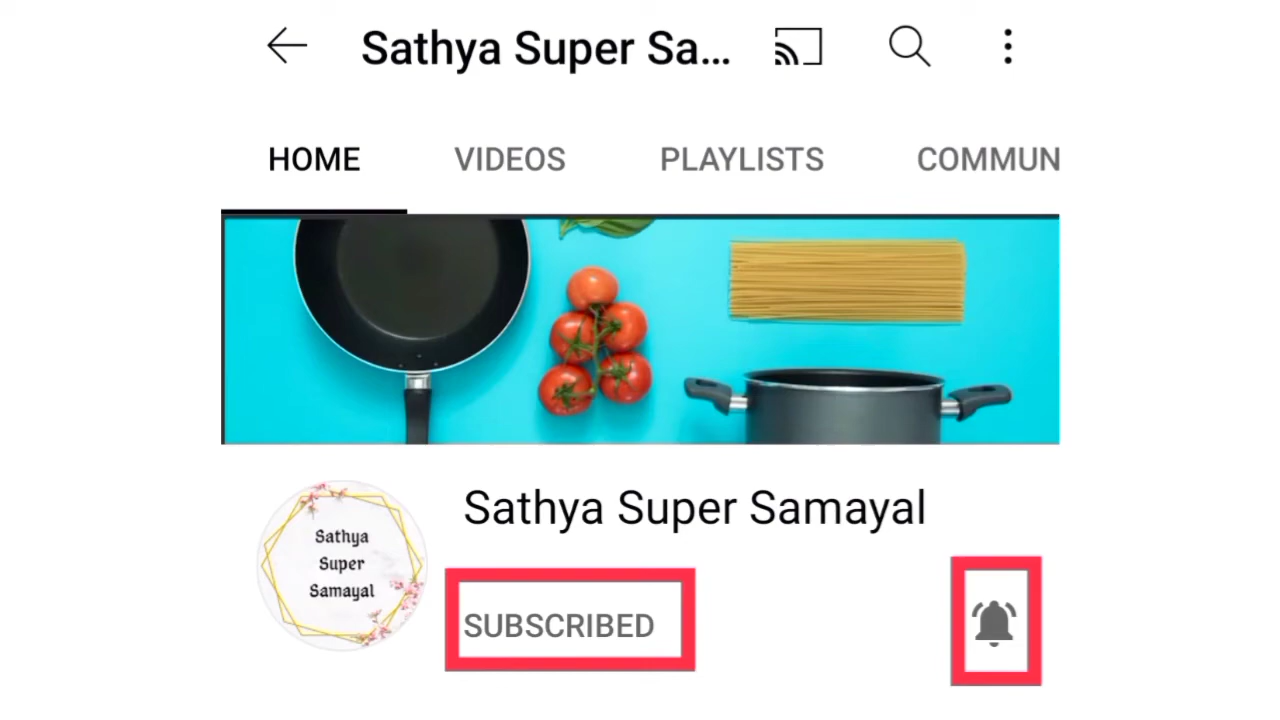 Sathya Super Sa...
HOME VIDEOS PLAYLISTS COMMUN
Sathya Super Samayal
Sathya
Super
Samayal
SUBSCRIBED